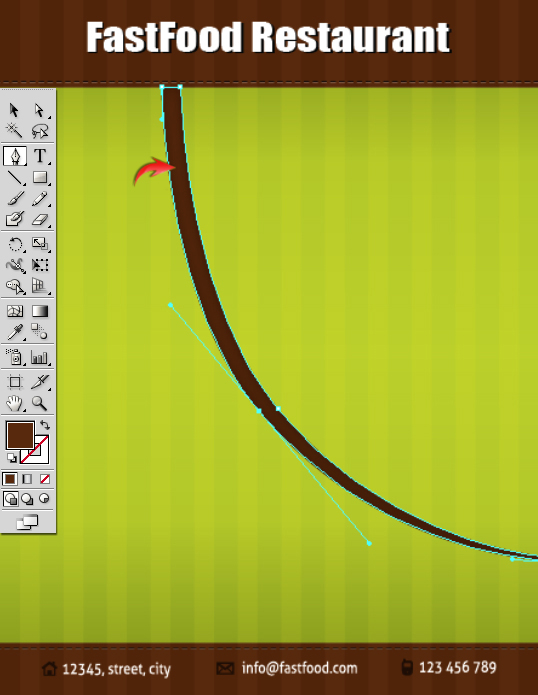 FastFood Restaurant
12345, street, city
info@fastfood.com
123 456 789